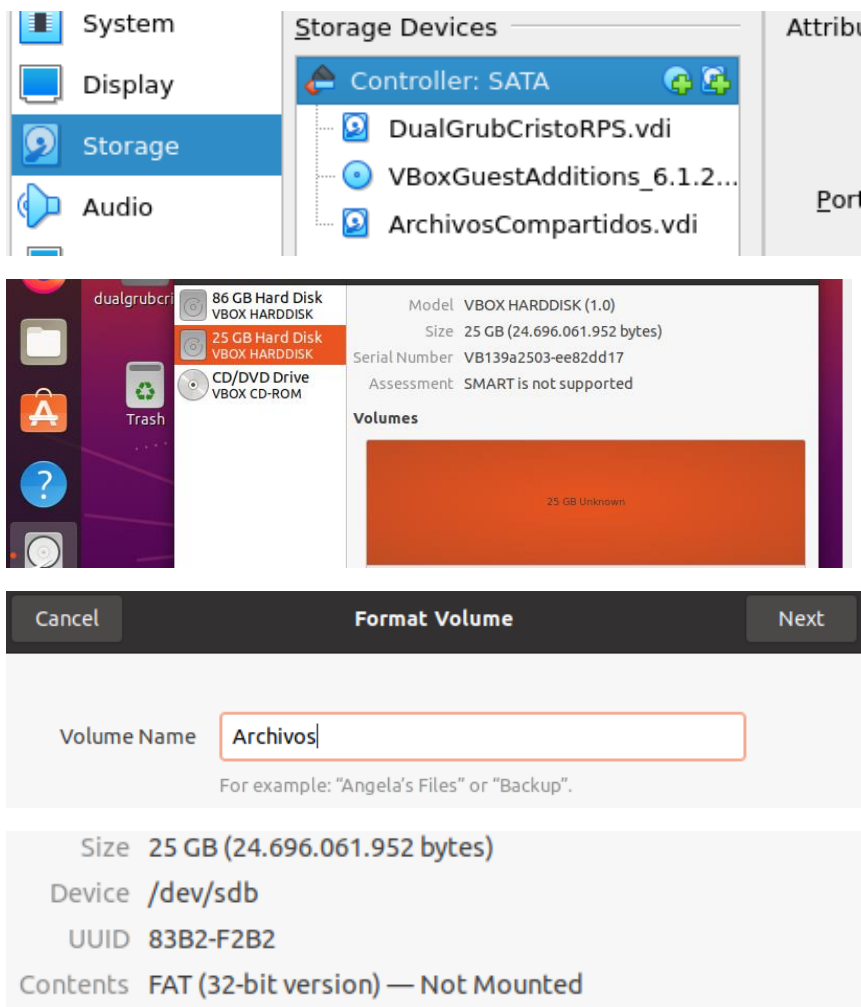 System
Display
Storage
Audio
Storage Devices
Controller: SATA
DualGrubCristoRPS.vdi
VBoxGuestAdditions_6.1.2...
ArchivosCompartidos.vdi
Attribu
Port
dualgrubcri
Trash
86 GB Hard Disk
VBOX HARDDISK
25 GB Hard Disk
VBOX HARDDISK
CD/DVD Drive
VBOX CD-ROM
Model VBOX HARDDISK (1.0)
Size 25 GB (24.696.061.952 bytes)
Serial Number VB139a2503-ee82dd17
Assessment SMART is not supported
Volumes
25 GB Unknown
Cancel
Format Volume
Next
Volume Name Archivos
For example: “Angela’s Files” or “Backup”.
Size 25 GB (24.696.061.952 bytes)
Device /dev/sdb
UUID 83B2-F2B2
Contents FAT (32-bit version) — Not Mounted